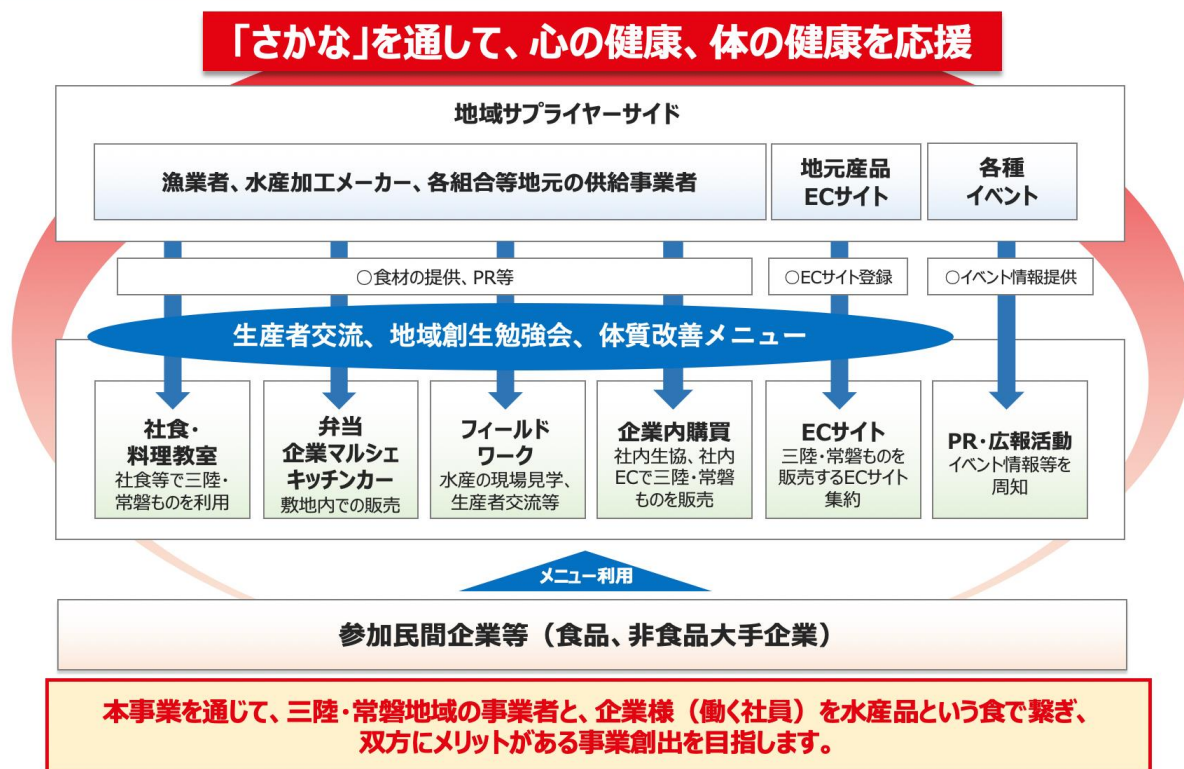 「さかな」を通して、心の健康、体の健康を応援
地域サプライヤーサイド
漁業者、水産加工メーカー、各組合等地元の供給事業者
地元産品
ECサイト
各種
イベント
○食材の提供、PR等
○ECサイト登録
○イベント情報提供
生産者交流、地域創生勉強会、体質改善メニュー
社食・
料理教室
社食等で三陸・
常磐ものを利用
弁当
企業マルシェ
キッチンカー
敷地内での販売
フィールド
ワーク
水産の現場見学、
生産者交流等
企業内購買
社内生協、社内
ECで三陸・常磐
ものを販売
ECサイト
三陸・常磐ものを
販売するECサイト
集約
PR・広報活動
イベント情報等を
周知
メニュー利用
参加民間企業等（食品、非食品大手企業）
本事業を通じて、三陸・常磐地域の事業者と、企業様（働く社員）を水産品という食で繋ぎ、
双方にメリットがある事業創出を目指します。